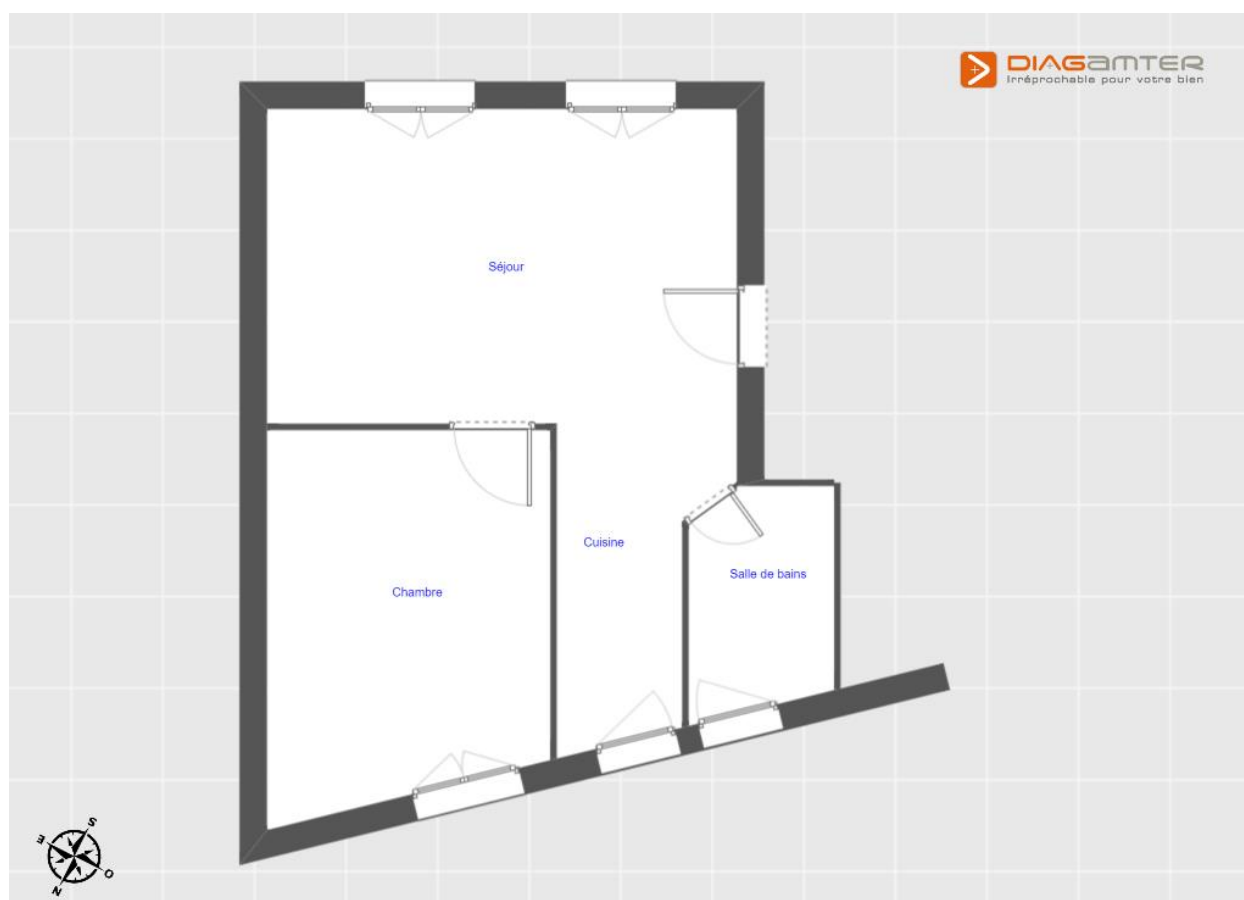 DIAGAMTER
Irréprochable pour votre bien
Séjour
Cuisine
Salle de bains
Chambre
S
E
O
N